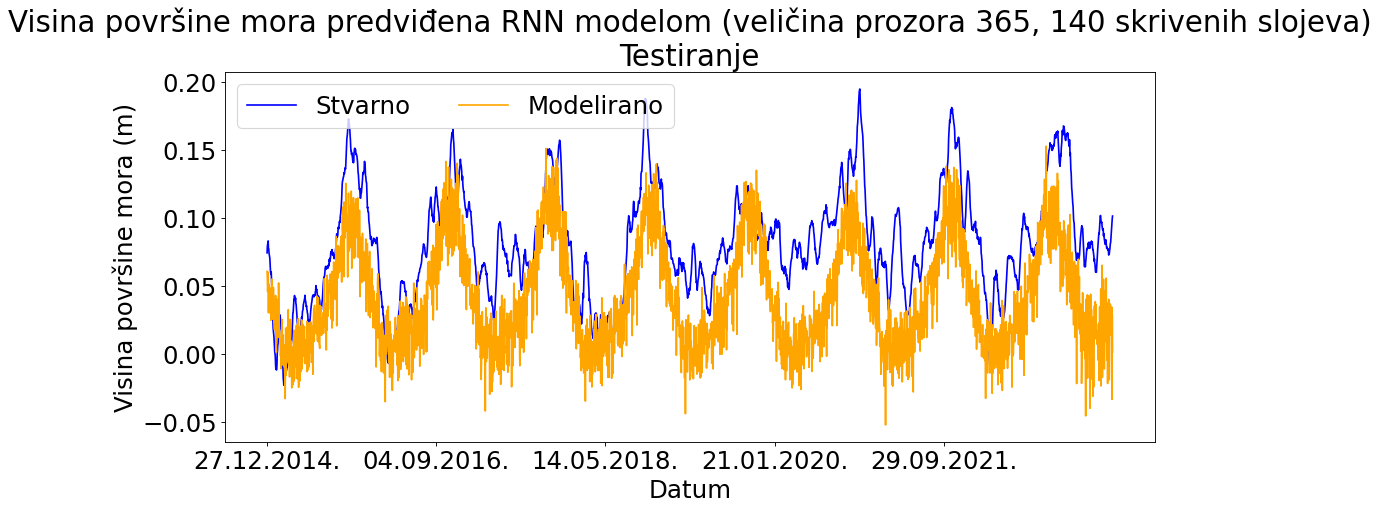 Visina površine mora predviđena RNN modelom (veličina prozora 365, 140 skrivenih slojeva)
Testiranje
Stvarno Modelirano
Visina površine mora (m)
0.20
0.15
0.10
0.05
0.00
−0.05
27.12.2014. 04.09.2016. 14.05.2018. 21.01.2020. 29.09.2021.
Datum